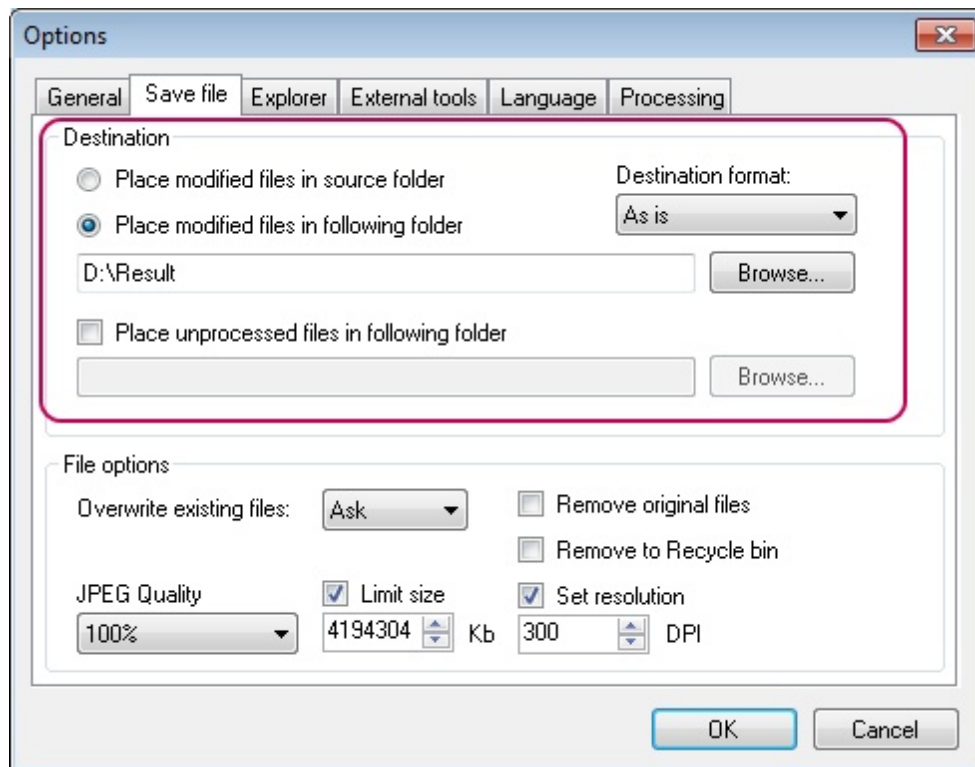 Options
General Save file Explorer External tools Language Processing
Destination
Place modified files in source folder
Destination format:
Place modified files in following folder
As is
D:\Result
Browse...
Place unprocessed files in following folder
Browse...
File options
Overwrite existing files: Ask
Remove original files
Remove to Recycle bin
JPEG Quality
Limit size
Set resolution
100%
4194304 Kb
300 DPI
OK Cancel